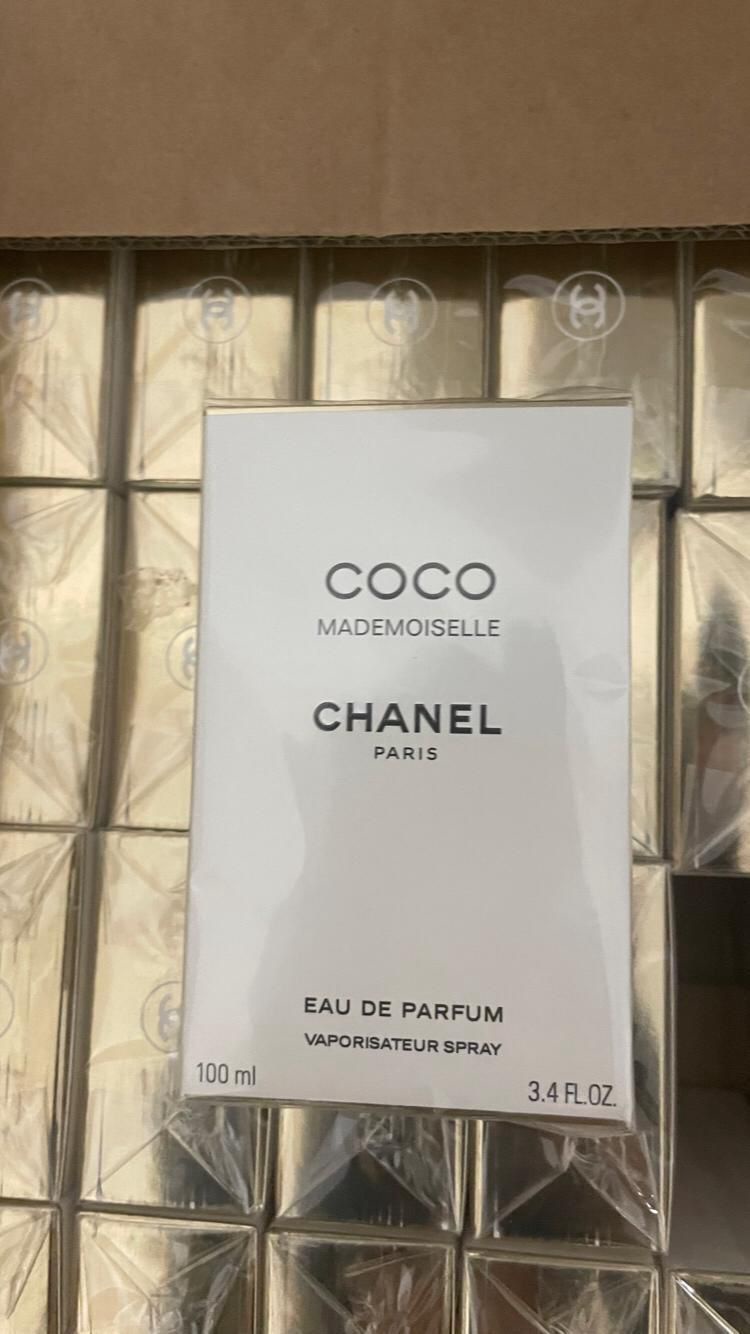 COCO
MADEMOISELLE
CHANEL
PARIS
EAU DE PARFUM
VAPORISATEUR SPRAY
100 ml
3.4 FL.OZ.